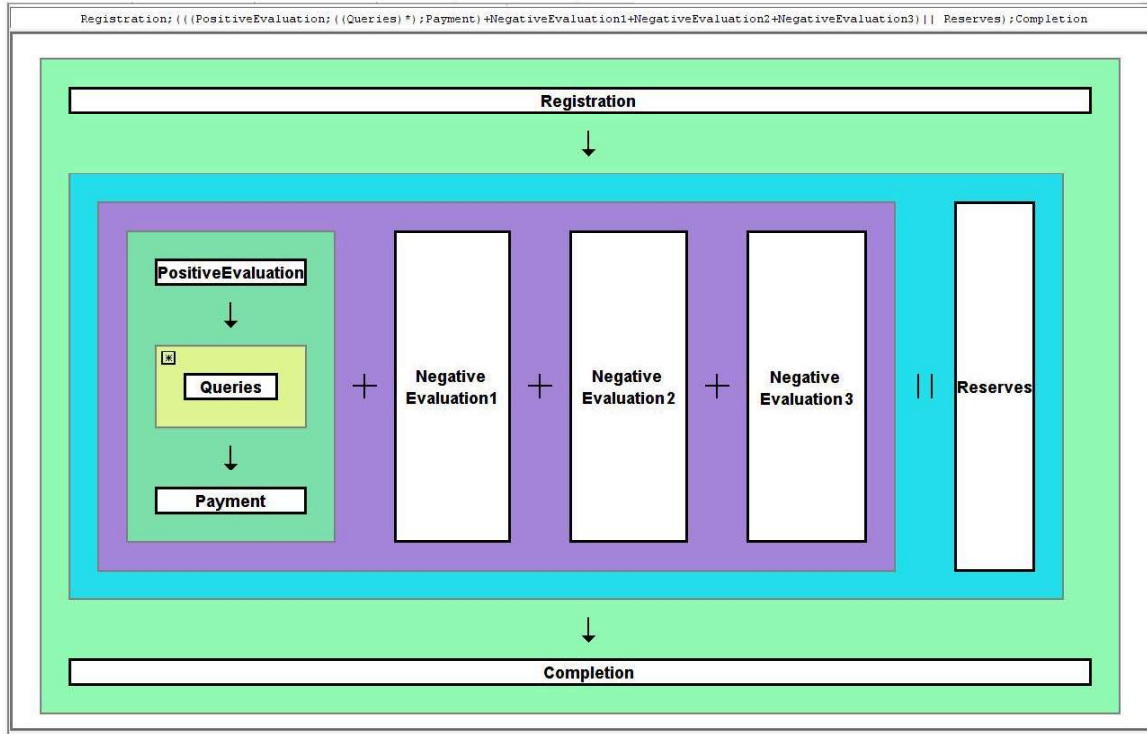 Registration;(((PositiveEvaluation;((Queries)*);Payment)+NegativeEvaluation1+NegativeEvaluation2+NegativeEvaluation3)|| Reserves);Completion
Registration
↓
PositiveEvaluation
↓
*
Queries
↓
Payment
+
Negative
Evaluation1
+
Negative
Evaluation2
+
Negative
Evaluation3
||
Reserves
↓
Completion